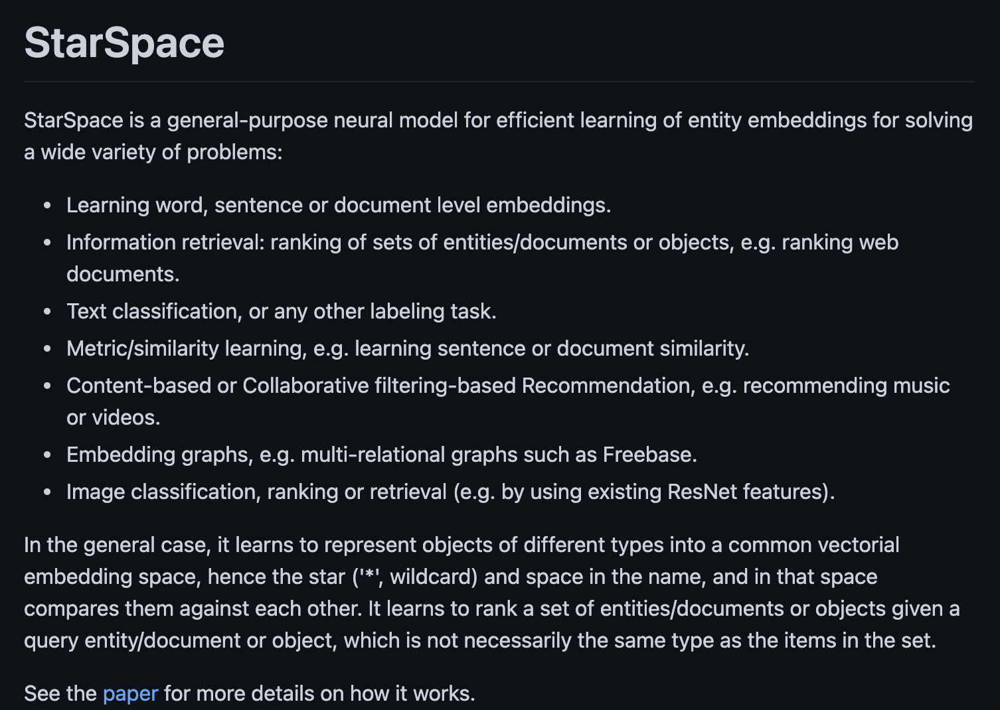 StarSpace
StarSpace is a general-purpose neural model for efficient learning of entity embeddings for solving
a wide variety of problems:
• Learning word, sentence or document level embeddings.
• Information retrieval: ranking of sets of entities/documents or objects, e.g. ranking web
documents.
• Text classification, or any other labeling task.
• Metric/similarity learning, e.g. learning sentence or document similarity.
• Content-based or Collaborative filtering-based Recommendation, e.g. recommending music
or videos.
• Embedding graphs, e.g. multi-relational graphs such as Freebase.
• Image classification, ranking or retrieval (e.g. by using existing ResNet features).
In the general case, it learns to represent objects of different types into a common vectorial
embedding space, hence the star ('*', wildcard) and space in the name, and in that space
compares them against each other. It learns to rank a set of entities/documents or objects given a
query entity/document or object, which is not necessarily the same type as the items in the set.
See the paper for more details on how it works.